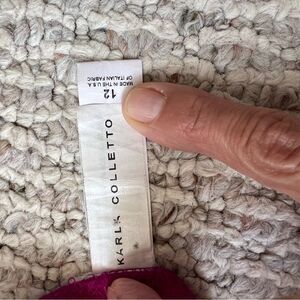 KARLA COLLETTO
12
MADE IN THE U.S.A.
OF ITALIAN FABRIC